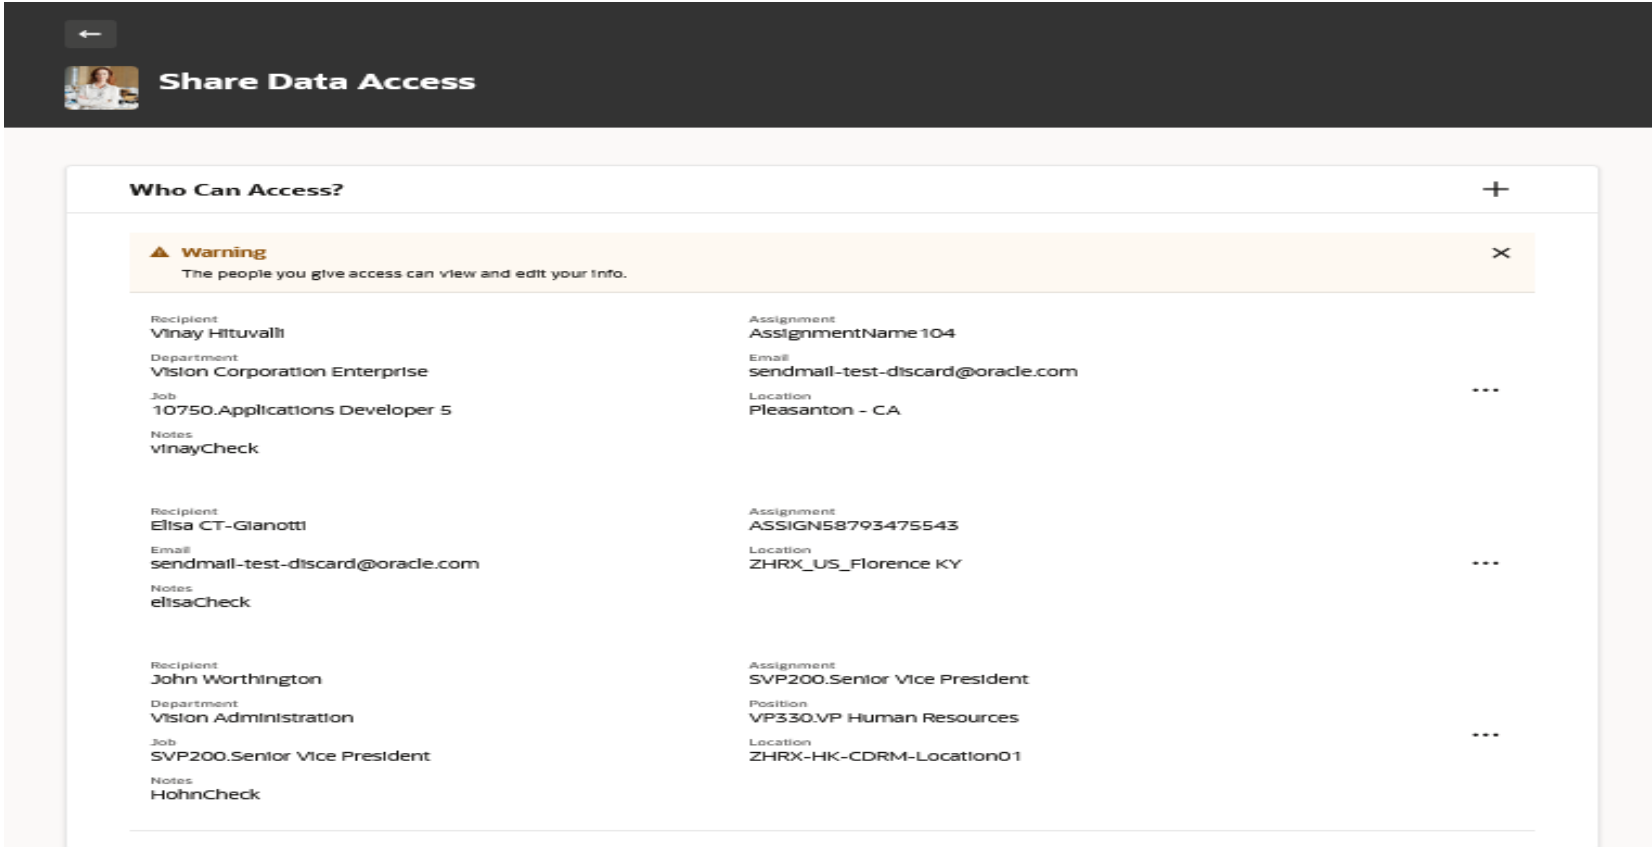 Share Data Access
Who Can Access?
Warning
The people you give access can view and edit your info.
Recipient
Vinay Hituvalli
Assignment
AssignmentName104
Department
Vision Corporation Enterprise
Email
sendmail-test-discard@oracle.com
Job
10750.Applications Developer 5
Location
Pleasanton - CA
Notes
vinayCheck
Recipient
Elisa CT-Gianotti
Assignment
ASSIGN58793475543
Email
sendmail-test-discard@oracle.com
Location
ZHRX_US_Florence KY
Notes
elisaCheck
Recipient
John Worthington
Assignment
SVP200.Senior Vice President
Department
Vision Administration
Position
VP330.VP Human Resources
Job
SVP200.Senior Vice President
Location
ZHRX-HK-CDRM-Location01
Notes
HohnCheck